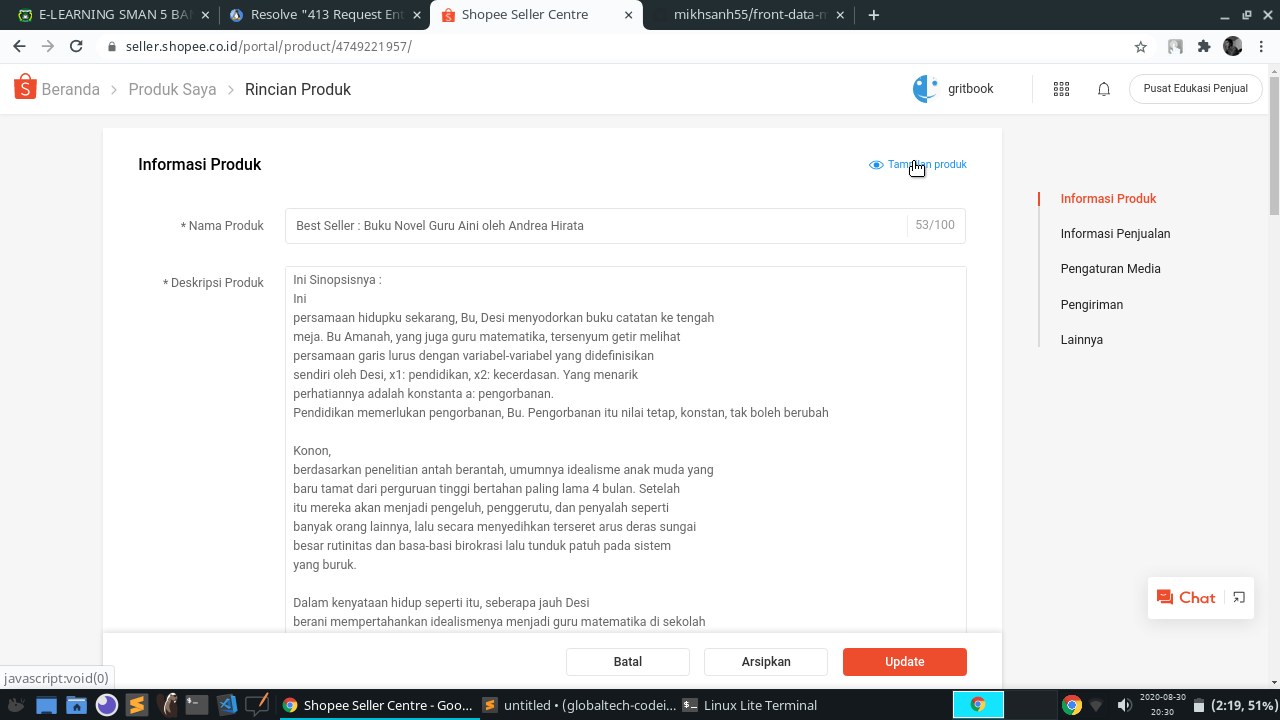 E-LEARNING SMAN 5 BAN
Resolve "413 Request Ent
Shopee Seller Centre
mikhsanh55/front-data-m
seller.shopee.co.id/portal/product/4749221957/
Beranda > Produk Saya > Rincian Produk
gritbook
Pusat Edukasi Penjual
Informasi Produk
produk
* Nama Produk
Best Seller : Buku Novel Guru Aini oleh Andrea Hirata
53/100
* Deskripsi Produk
Ini Sinopsisnya :
Ini
persamaan hidupku sekarang, Bu, Desi menyodorkan buku catatan ke tengah
meja. Bu Amanah, yang juga guru matematika, tersenyum getir melihat
persamaan garis lurus dengan variabel-variabel yang didefinisikan
sendiri oleh Desi, x1: pendidikan, x2: kecerdasan. Yang menarik
perhatiannya adalah konstanta a: pengorbanan.
Pendidikan memerlukan pengorbanan, Bu. Pengorbanan itu nilai tetap, konstan, tak boleh berubah
Konon,
berdasarkan penelitian antah berantah, umumnya idealisme anak muda yang
baru tamat dari perguruan tinggi bertahan paling lama 4 bulan. Setelah
itu mereka akan menjadi pengeluh, penggerutu, dan penyalah seperti
banyak orang lainnya, lalu secara menyedihkan terseret arus deras sungai
besar rutinitas dan basa-basi birokrasi lalu tunduk patuh pada sistem
yang buruk.
Dalam kenyataan hidup seperti itu, seberapa jauh Desi
berani mempertahankan idealismenya menjadi guru matematika di sekolah
Informasi Produk
Informasi Penjualan
Pengaturan Media
Pengiriman
Lainnya
Chat
Batal
Arsipkan
Update
javascript:void(0)
Shopee Seller Centre - Goo...
untitled • (globaltech-codei...
Linux Lite Terminal
2020-08-30
20:30
(2:19, 51%)